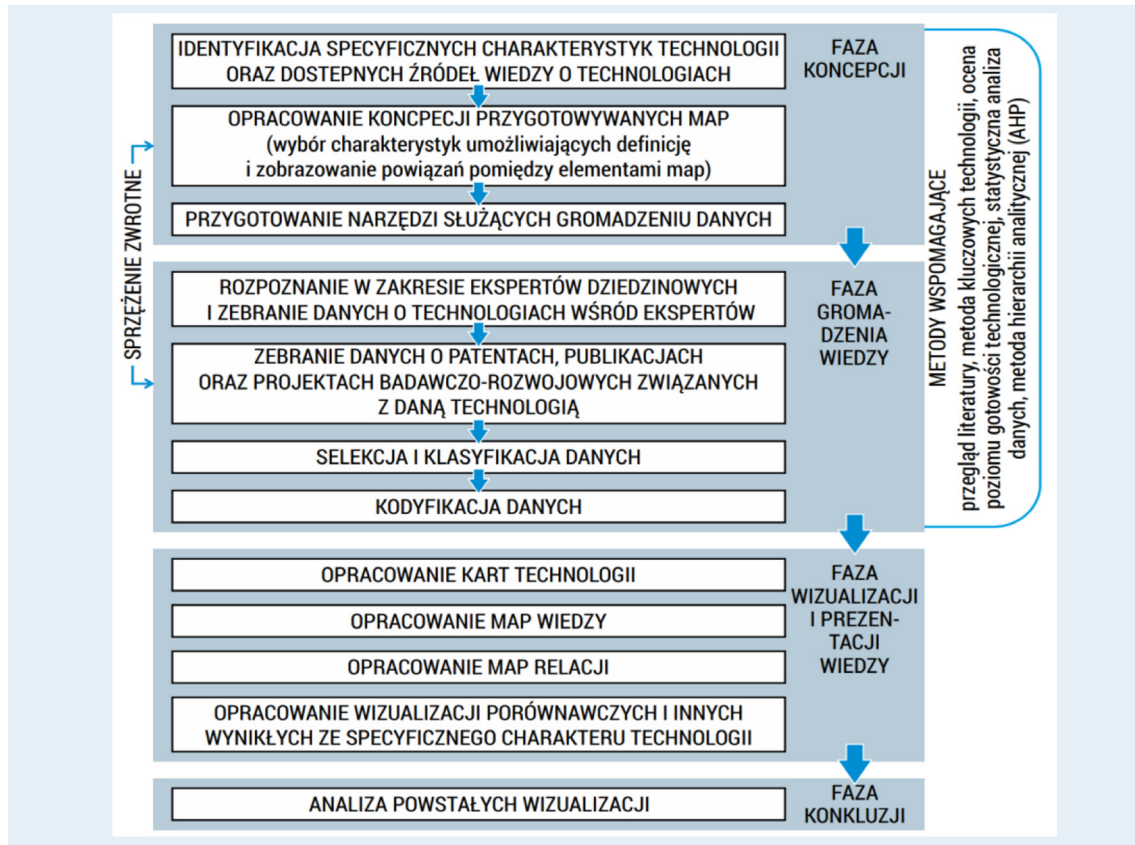 IDENTYFIKACJA SPECYFICZNYCH CHARAKTERYSTYK TECHNOLOGII
ORAZ DOSTEPNYCH ŹRÓDEŁ WIEDZY O TECHNOLOGIACH
OPRACOWANIE KONCPECJI PRZYGOTOWYWANYCH MAP
(wybór charakterystyk umożliwiających definicję
i zobrazowanie powiązań pomiędzy elementami map)
PRZYGOTOWANIE NARZĘDZI SŁUŻĄCYCH GROMADZENIU DANYCH
FAZA
KONCEPCJI
SPRZĘŻENIE ZWROTNE
ROZPOZNANIE W ZAKRESIE EKSPERTÓW DZIEDZINOWYCH
I ZEBRANIE DANYCH O TECHNOLOGIACH WŚRÓD EKSPERTÓW
ZEBRANIE DANYCH O PATENTACH, PUBLIKACJACH
ORAZ PROJEKTACH BADAWCZO-ROZWOJOWYCH ZWIĄZANYCH
Z DANĄ TECHNOLOGIĄ
SELEKCJA I KLASYFIKACJA DANYCH
KODYFIKACJA DANYCH
FAZA
GROMA-
DZENIA
WIEDZY
METODY WSPOMAGAJĄCE
przegląd literatury, metoda kluczowych technologii, ocena
poziomu gotowości technologicznej, statystyczna analiza
danych, metoda hierarchii analitycznej (AHP)
OPRACOWANIE KART TECHNOLOGII
OPRACOWANIE MAP WIEDZY
OPRACOWANIE MAP RELACJI
OPRACOWANIE WIZUALIZACJI PORÓWNAWCZYCH I INNYCH
WYNIKŁYCH ZE SPECYFICZNEGO CHARAKTERU TECHNOLOGII
FAZA
WIZUALIZACJI
I PREZEN-
TACJI
WIEDZY
ANALIZA POWSTAŁYCH WIZUALIZACJI
FAZA
KONKLUZJI